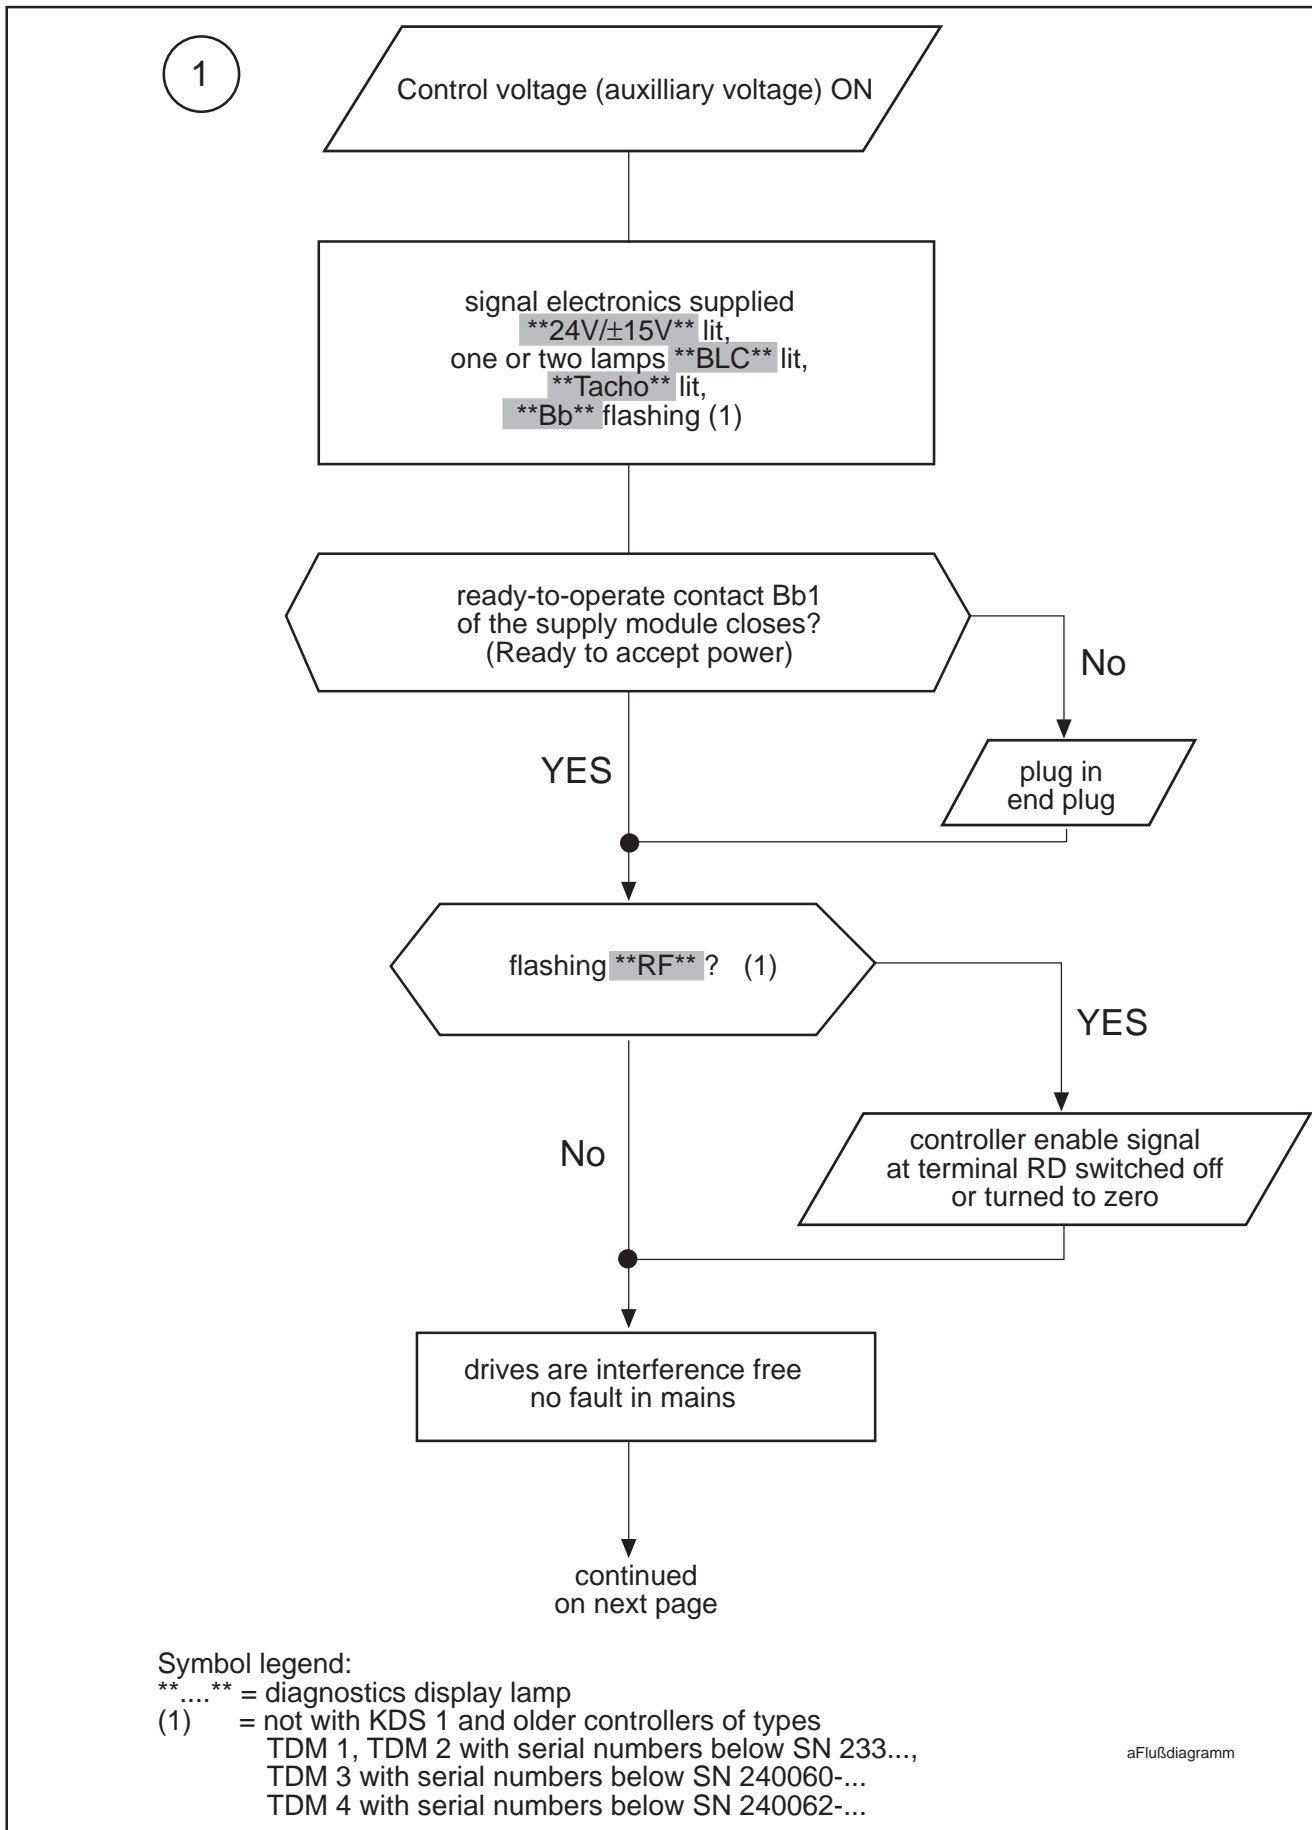 1
Control voltage (auxilliary voltage) ON
signal electronics supplied
**24V/±15V** lit,
one or two lamps **BLC** lit,
**Tacho** lit,
**Bb** flashing (1)
ready-to-operate contact Bb1
of the supply module closes?
(Ready to accept power)
No
YES
plug in
end plug
flashing **RF** ? (1)
YES
No
controller enable signal
at terminal RD switched off
or turned to zero
drives are interference free
no fault in mains
continued
on next page
Symbol legend:
**....** = diagnostics display lamp
(1) = not with KDS 1 and older controllers of types
TDM 1, TDM 2 with serial numbers below SN 233...,
TDM 3 with serial numbers below SN 240060-...
TDM 4 with serial numbers below SN 240062-...
aFlußdiagramm